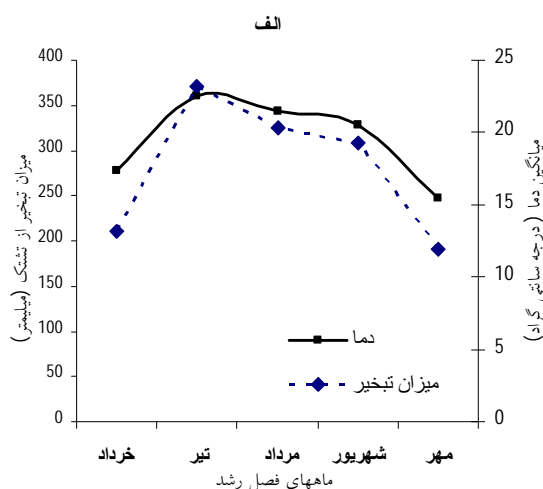 الف
میزان تبخیر از تشتک (میلیمتر)
400
350
300
250
200
150
100
50
0
میانگین دما (درجه سانتی گراد)
25
20
15
10
5
0
دما
میزان تبخیر
خرداد تیر مرداد شهریور مهر
ماههای فصل رشد